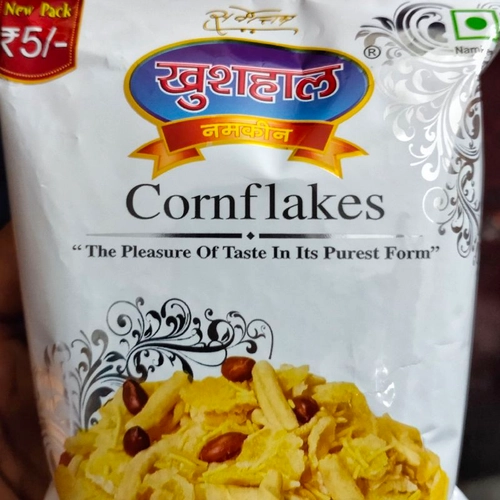 New Pack
₹5/-
खुशहाल
®
नमकीन
Cornflakes
“ The Pleasure Of Taste In Its Purest Form”